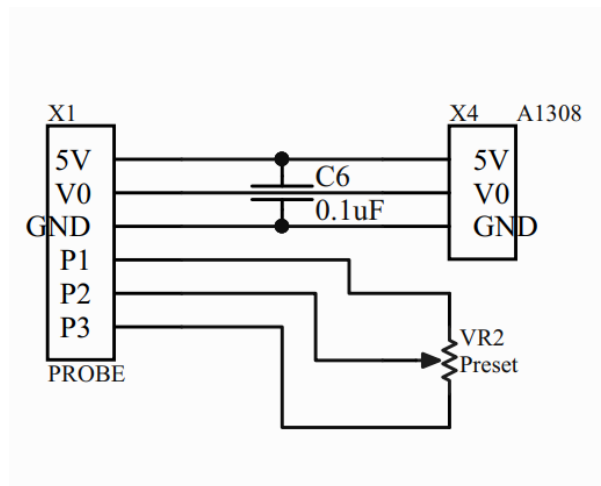 X1
X4 A1308
5V
C6
5V
V0
V0
0.1uF
GND
GND
P1
P2
P3
VR2
Preset
PROBE